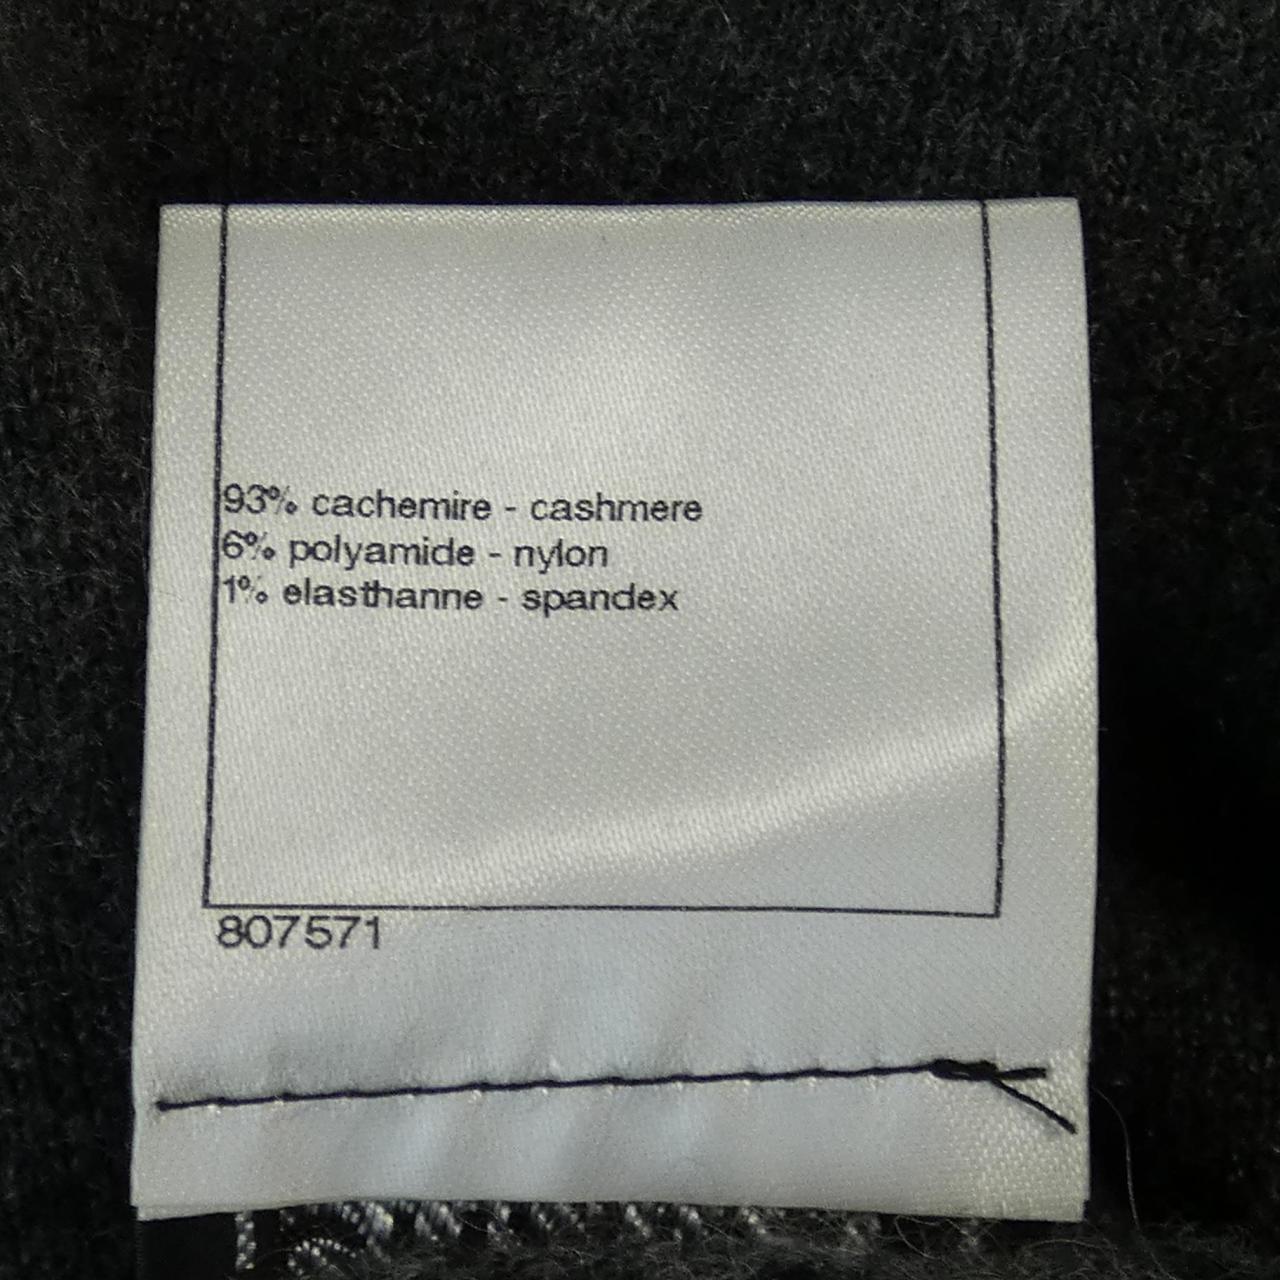 93% cachemire - cashmere
6% polyamide - nylon
1% elasthanne - spandex
807571